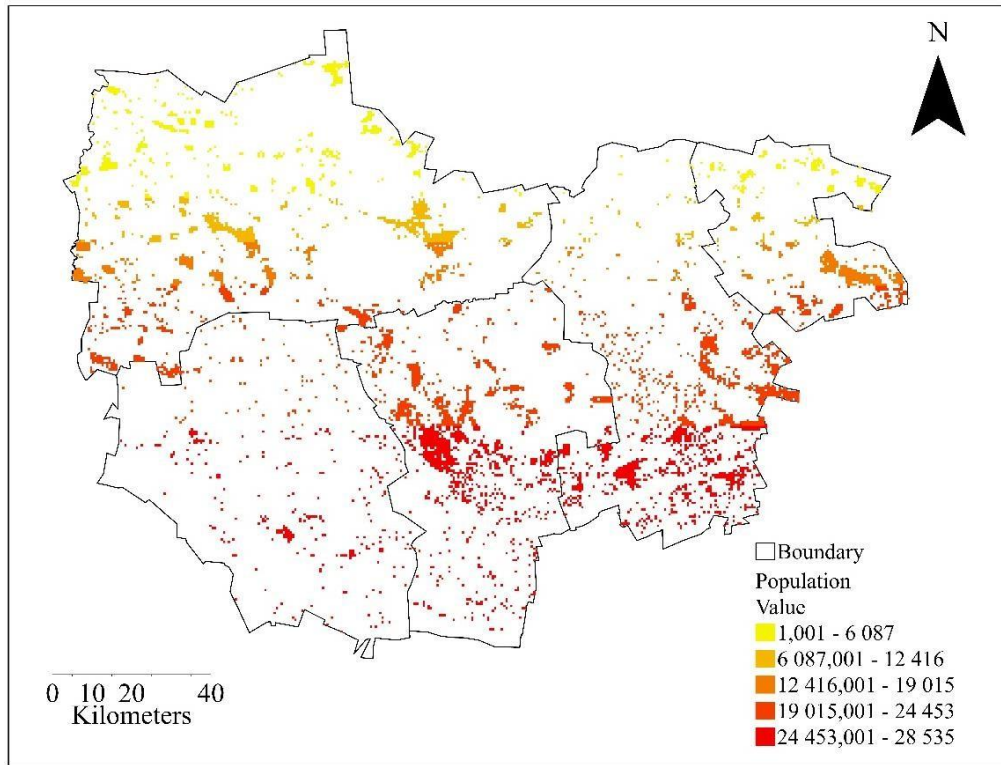 N
Boundary
Population
Value
1,001 - 6 087
6 087,001 - 12 416
12 416,001 - 19 015
19 015,001 - 24 453
24 453,001 - 28 535
0 10 20 40
Kilometers